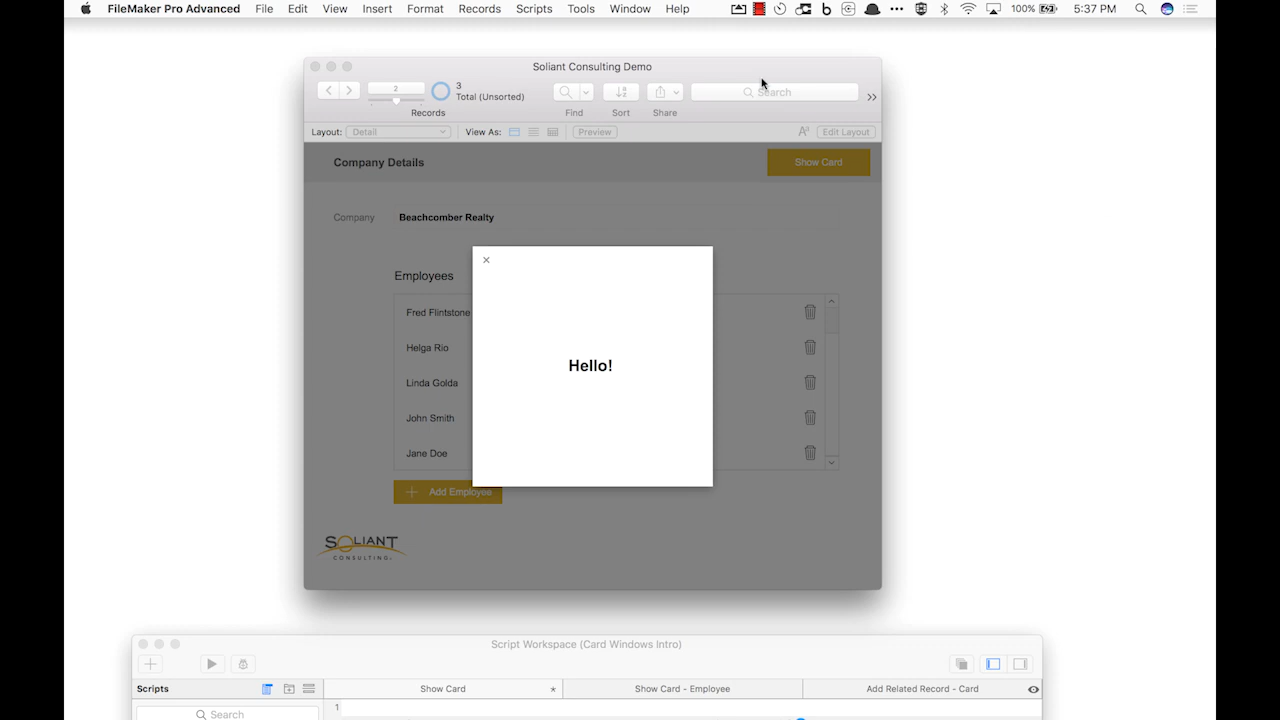 FileMaker Pro Advanced File Edit View Insert Format Records Scripts Tools Window Help 100% 5:37 PM
Soliant Consulting Demo
2 3 Total (Unsorted) Search
Records Find Sort Share
Layout: Detail View As: Preview Aa Edit Layout
Company Details Show Card
Company Beachcomber Realty
Employees
Fred Flintstone
Helga Rio
Linda Golda
John Smith
Jane Doe
Hello!
Add Employee
SOLIANT
CONSULTING
Script Workspace (Card Windows Intro)
Scripts Show Card * Show Card - Employee Add Related Record - Card
Search 1